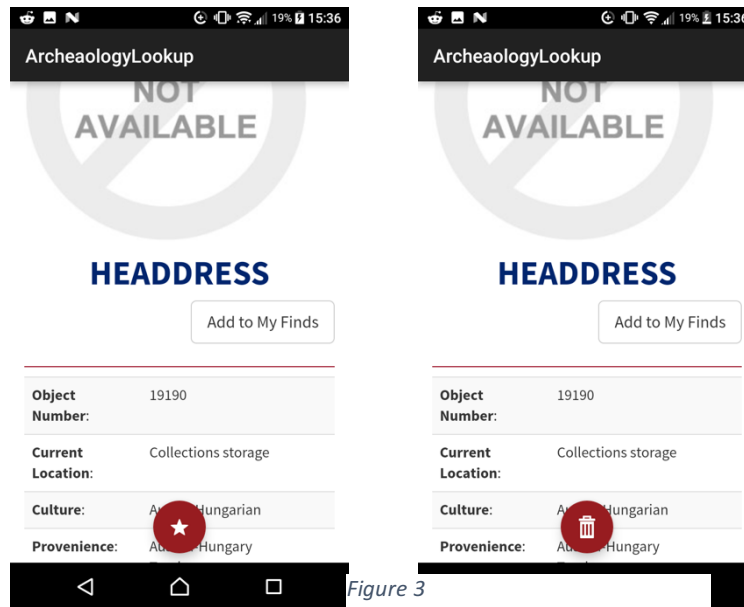 19% 15:36
ArcheaologyLookup
NOT
AVAILABLE
HEADDRESS
Add to My Finds
Object
Number:
19190
Current
Location:
Collections storage
Culture:
Hungarian
Provenience:
Hungary
19% 15:36
ArcheaologyLookup
NOT
AVAILABLE
HEADDRESS
Add to My Finds
Object
Number:
19190
Current
Location:
Collections storage
Culture:
Hungarian
Provenience:
Hungary
Figure 3